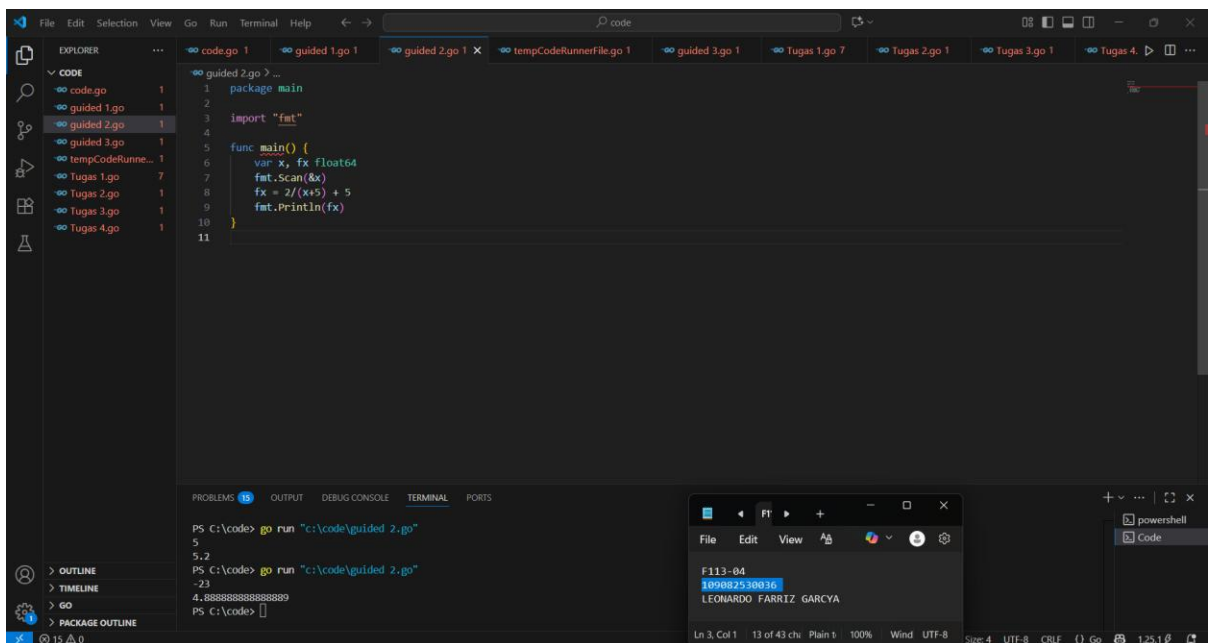 File Edit Selection View Go Run Terminal Help code
EXPLORER
code.go 1 guided 1.go 1 guided 2.go 1 tempCodeRunnerFile.go 1 guided 3.go 1 Tugas 1.go 7 Tugas 2.go 1 Tugas 3.go 1 Tugas 4.
CODE
code.go 1
guided 1.go 1
guided 2.go 1
guided 3.go 1
tempCodeRunne... 1
Tugas 1.go 7
Tugas 2.go 1
Tugas 3.go 1
Tugas 4.go 1
OUTLINE
TIMELINE
GO
PACKAGE OUTLINE
guided 2.go > ...
1 package main
2
3 import "fmt"
4
5 func main() {
6 var x, fx float64
7 fmt.Scan(&x)
8 fx = 2/(x+5) + 5
9 fmt.Println(fx)
10 }
11
PROBLEMS 15 OUTPUT DEBUG CONSOLE TERMINAL PORTS
PS C:\code> go run "c:\code\guided 2.go"
5
5.2
PS C:\code> go run "c:\code\guided 2.go"
-23
4.888888888888889
PS C:\code>
powershell
Code
File Edit View
F113-04
109082530036
LEONARDO FARRIZ GARCYA
Ln 3, Col 1 13 of 43 cha Plain t 100% Wind UTF-8
15 0 Size: 4 UTF-8 CRLF {} Go 1.25.1